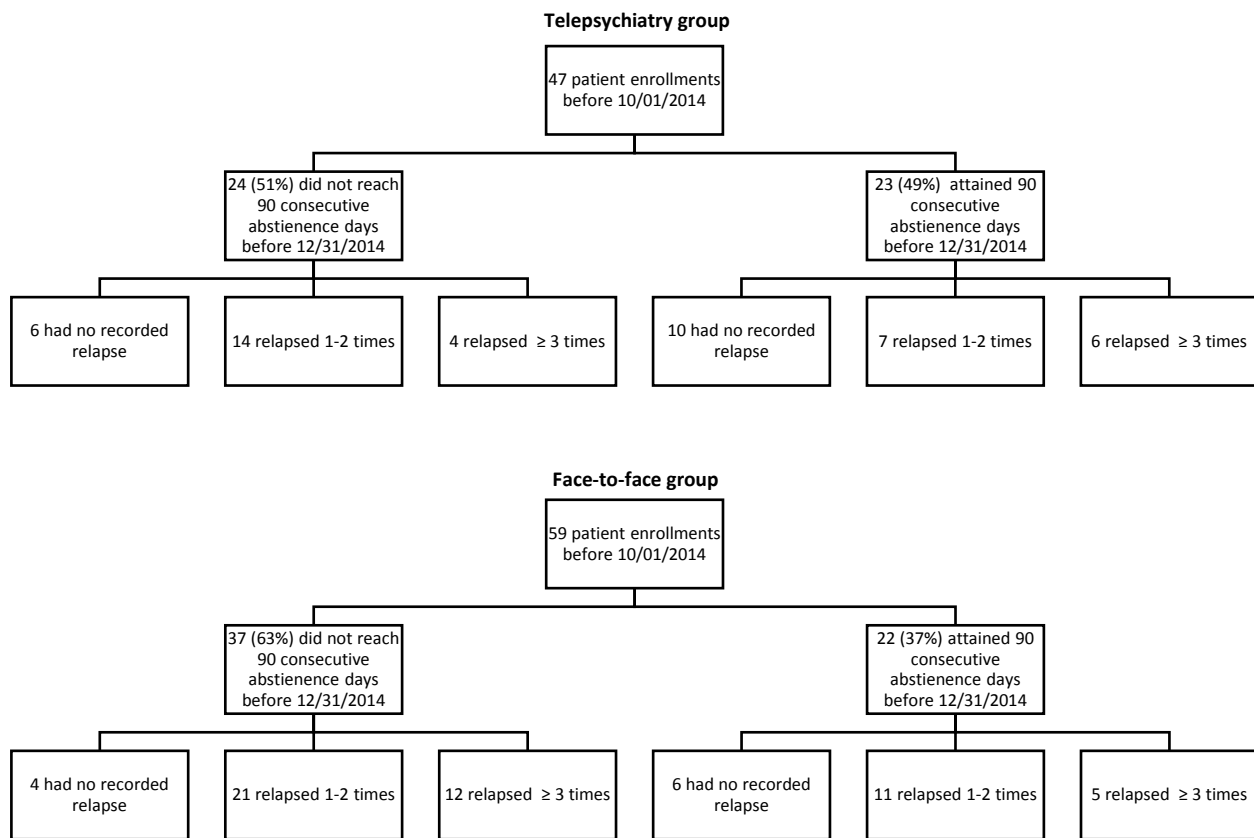 Telepsychiatry group
47 patient enrollments
before 10/01/2014
24 (51%) did not reach
90 consecutive
abstienence days
before 12/31/2014
23 (49%)  attained 90
consecutive
abstienence days
before 12/31/2014
6 had no recorded
relapse
14 relapsed 1-2 times
4 relapsed  ≥ 3 times
10 had no recorded
relapse
7 relapsed 1-2 times
6 relapsed  ≥ 3 times
Face-to-face group
59 patient enrollments
before 10/01/2014
37 (63%) did not reach
90 consecutive
abstienence days
before 12/31/2014
22 (37%) attained 90
consecutive
abstienence days
before 12/31/2014
4 had no recorded
relapse
21 relapsed 1-2 times
12 relapsed  ≥ 3 times
6 had no recorded
relapse
11 relapsed 1-2 times
5 relapsed  ≥ 3 times